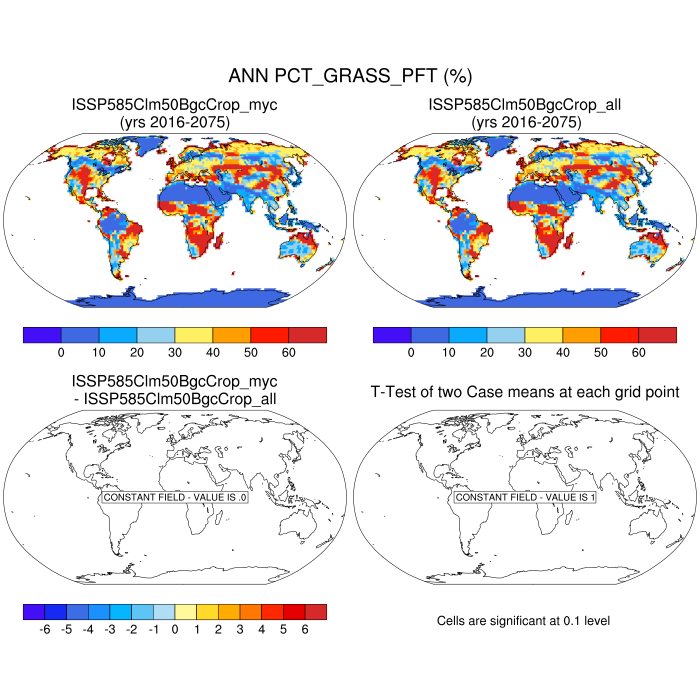 ANN PCT_GRASS_PFT (%)
ISSP585Clm50BgcCrop_myc
(yrs 2016-2075)
ISSP585Clm50BgcCrop_all
(yrs 2016-2075)
0 10 20 30 40 50 60
0 10 20 30 40 50 60
ISSP585Clm50BgcCrop_myc
- ISSP585Clm50BgcCrop_all
T-Test of two Case means at each grid point
CONSTANT FIELD - VALUE IS .0
CONSTANT FIELD - VALUE IS 1
-6 -5 -4 -3 -2 -1 0 1 2 3 4 5 6
Cells are significant at 0.1 level